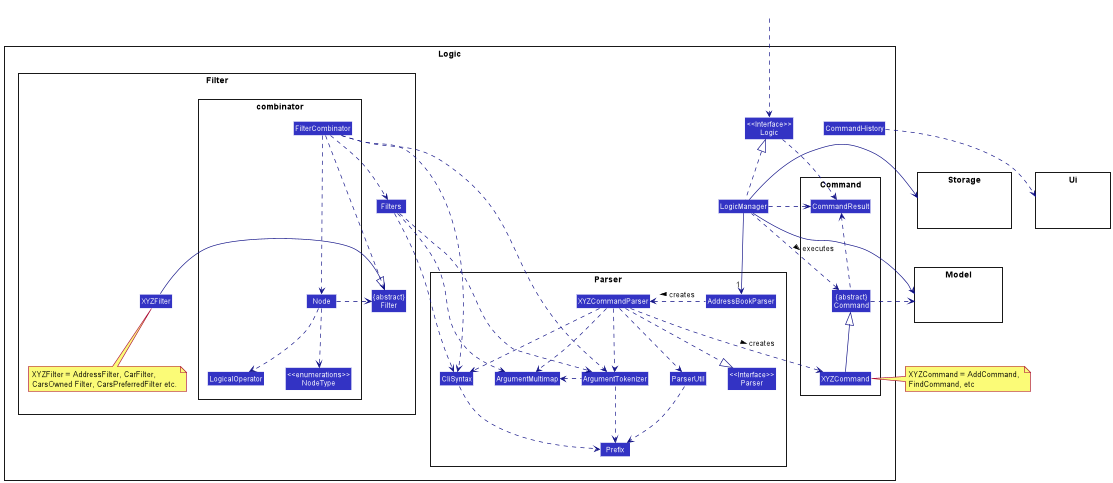 Logic
Filter
combinator
FilterCombinator
<<Interface>>
Logic
CommandHistory
Command
Storage
Ui
Filters
LogicManager
CommandResult
executes
Parser
Model
XYZFilter
Node
{abstract}
Filter
XYZCommandParser
creates
1
AddressBookParser
{abstract}
Command
creates
XYZFilter = AddressFilter, CarFilter,
CarsOwned Filter, CarsPreferredFilter etc.
LogicalOperator
<<enumerations>>
NodeType
CliSyntax
ArgumentMultimap
ArgumentTokenizer
ParserUtil
<<Interface>>
Parser
XYZCommand
XYZCommand = AddCommand,
FindCommand, etc
Prefix